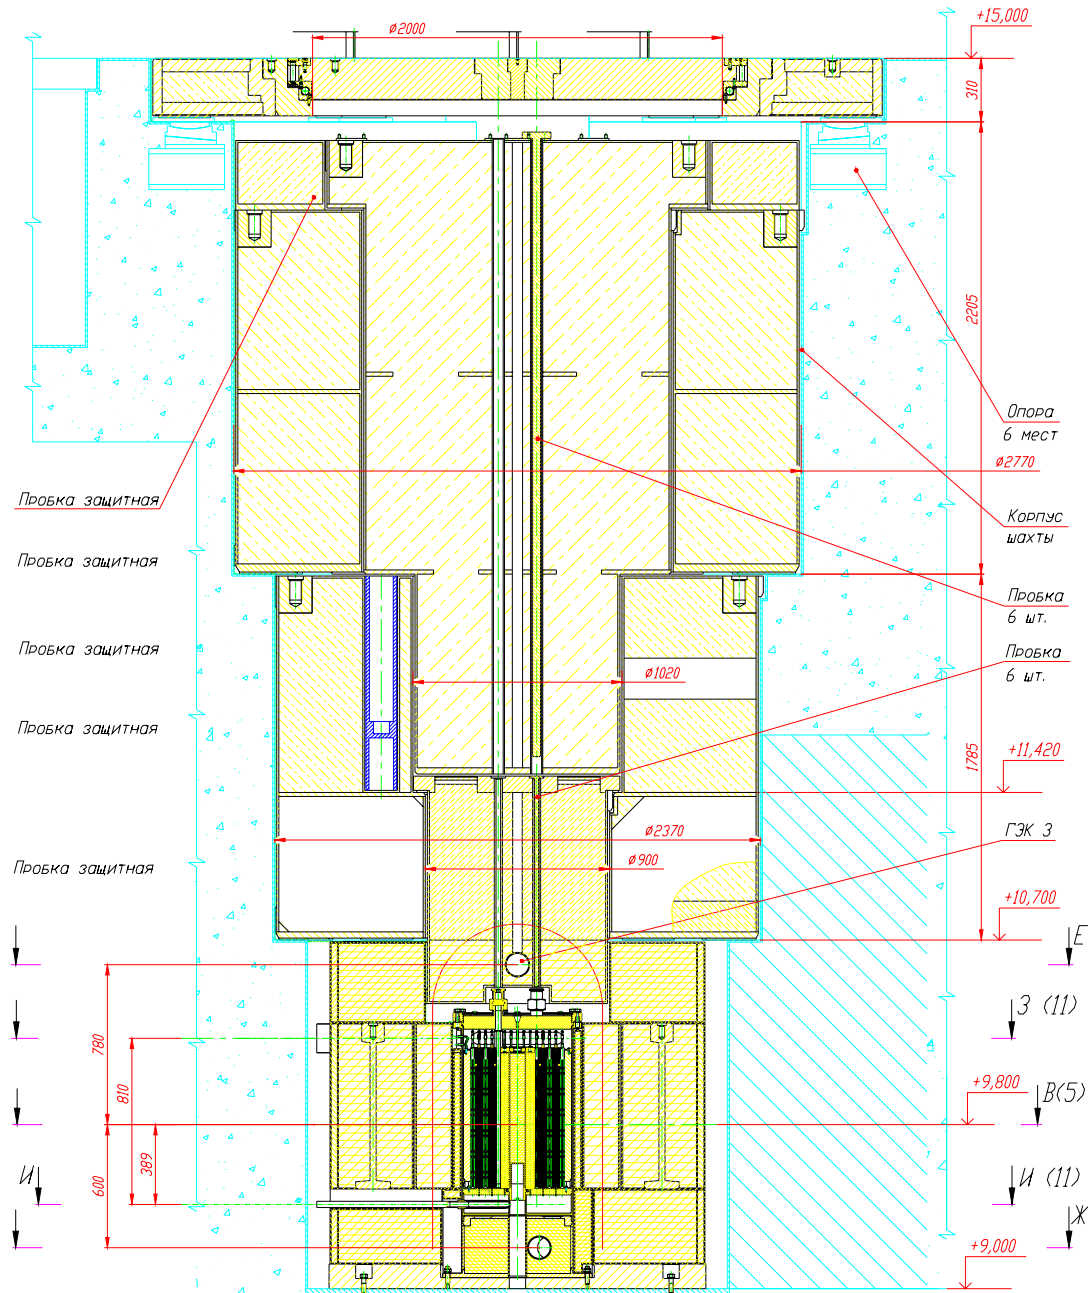 +15,000
ø2000
310
2205
Опора
6 мест
ø2770
Пробка защитная
Корпус
шахты
Пробка защитная
Пробка
6 шт.
Пробка защитная
Пробка
6 шт.
ø1020
Пробка защитная
1785
+11,420
ø2370
ГЭК 3
ø900
Пробка защитная
+10,700
Е
З (11)
780
810
+9,800
В(5)
389
600
И
И (11)
Ж
+9,000